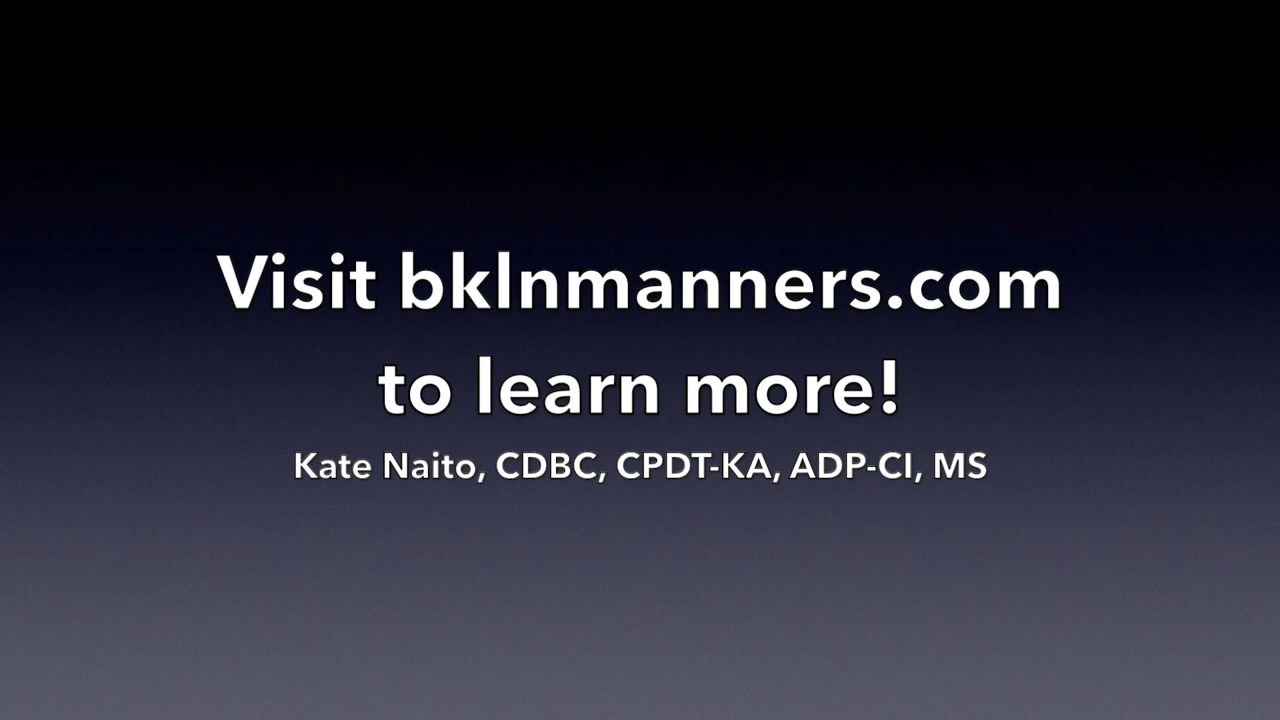 Visit bklnmanners.com
to learn more!
Kate Naito, CDBC, CPDT-KA, ADP-CI, MS